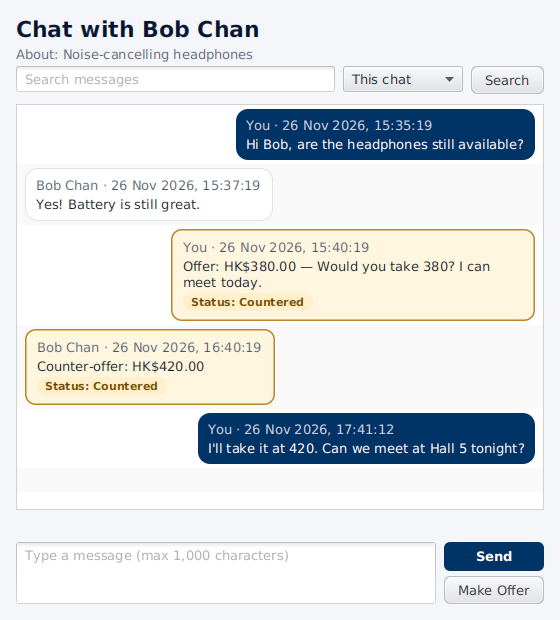 Chat with Bob Chan
About: Noise-cancelling headphones
Search messages
This chat
Search
You · 26 Nov 2026, 15:35:19
Hi Bob, are the headphones still available?
Bob Chan · 26 Nov 2026, 15:37:19
Yes! Battery is still great.
You · 26 Nov 2026, 15:40:19
Offer: HK$380.00 — Would you take 380? I can
meet today.
Status: Countered
Bob Chan · 26 Nov 2026, 16:40:19
Counter-offer: HK$420.00
Status: Countered
You · 26 Nov 2026, 17:41:12
I'll take it at 420. Can we meet at Hall 5 tonight?
Type a message (max 1,000 characters)
Send
Make Offer